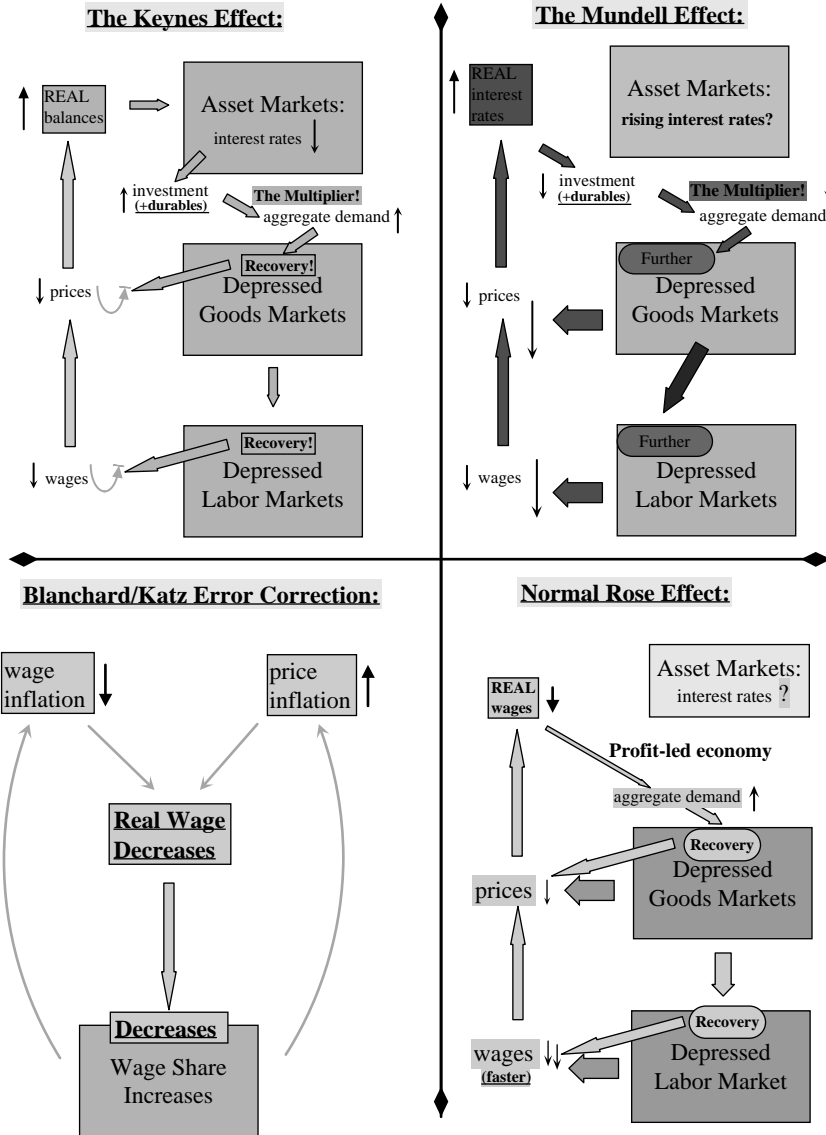 The Keynes Effect:
REAL
balances
Asset Markets:
interest rates
investment
(+durables)
The Multiplier!
aggregate demand
Recovery!
prices
Depressed
Goods Markets
Recovery!
wages
Depressed
Labor Markets
The Mundell Effect:
REAL
interest
rates
Asset Markets:
rising interest rates?
investment
(+durables)
The Multiplier!
aggregate demand
Further
prices
Depressed
Goods Markets
Further
wages
Depressed
Labor Markets
Blanchard/Katz Error Correction:
wage
inflation
price
inflation
Real Wage
Decreases
Decreases
Wage Share
Increases
Normal Rose Effect:
REAL
wages
Asset Markets:
interest rates ?
Profit-led economy
aggregate demand
Recovery
prices
Depressed
Goods Markets
Recovery
wages
(faster)
Depressed
Labor Market